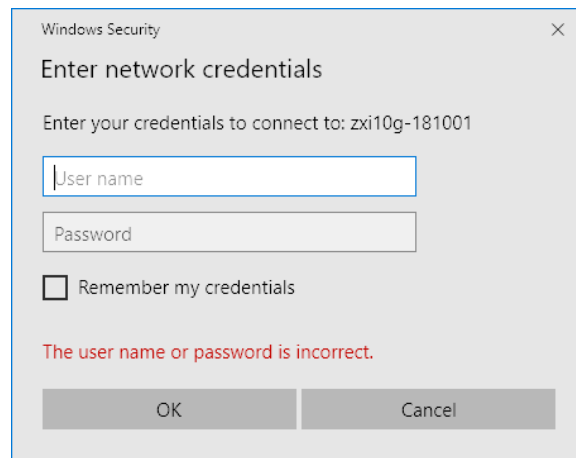 Windows Security
Enter network credentials
Enter your credentials to connect to: zxi10g-181001
User name
Password
Remember my credentials
The user name or password is incorrect.
OK
Cancel